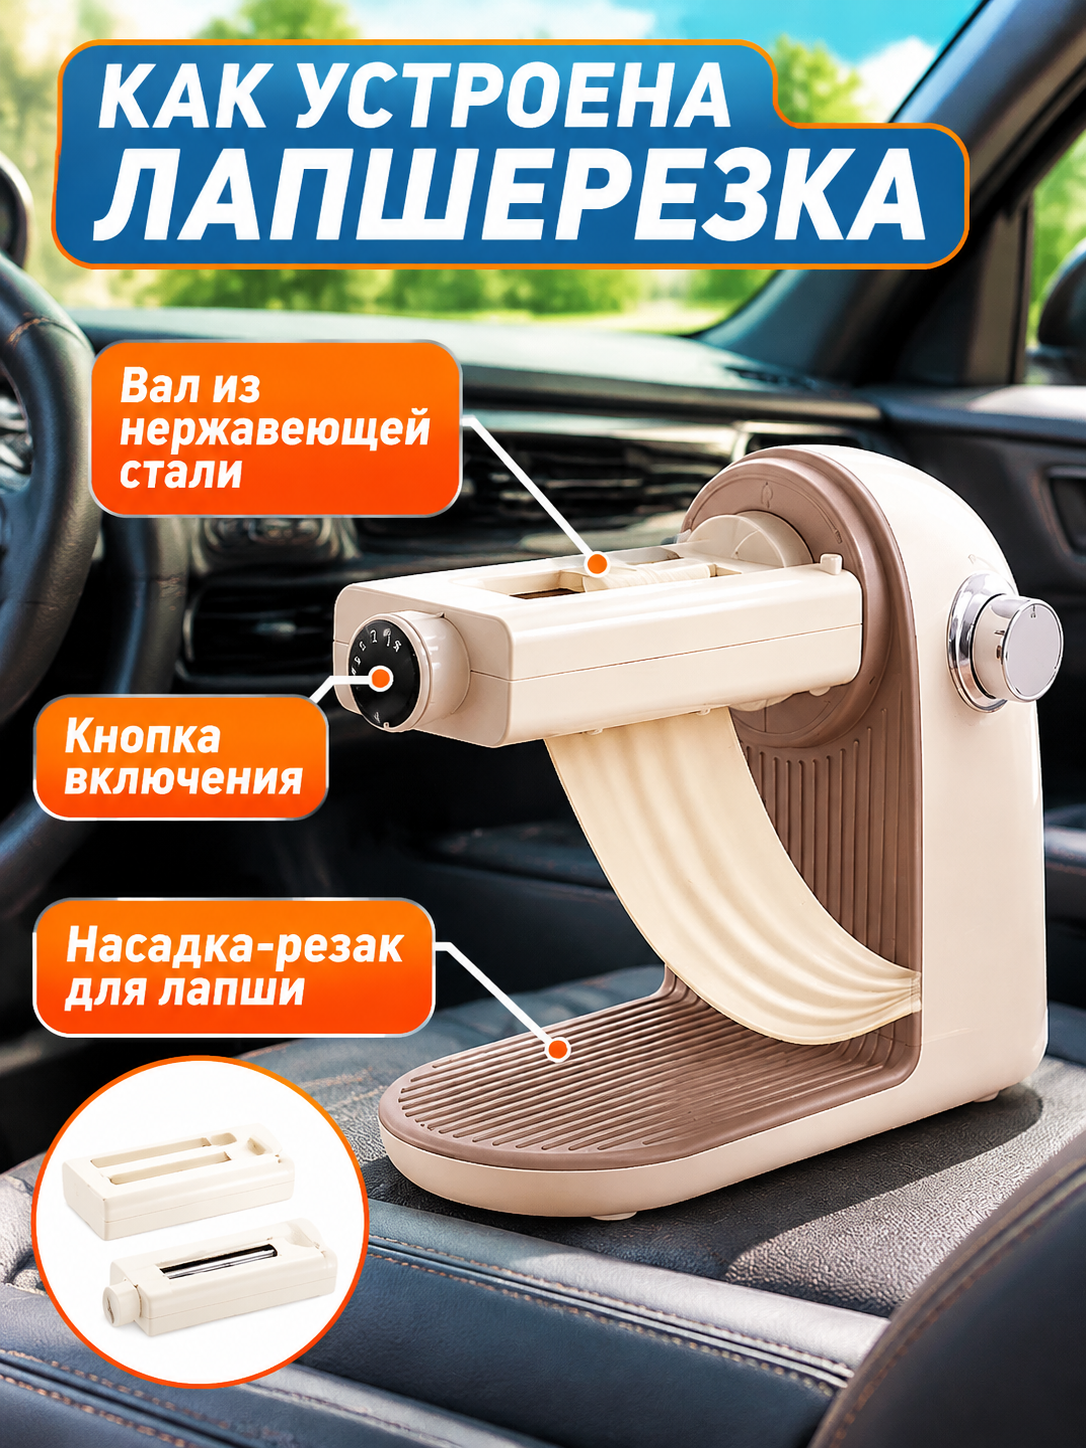 КАК УСТРОЕНА
ЛАПШЕРЕЗКА
Вал из
нержавеющей
стали
Кнопка
включения
Насадка-резак
для лапши